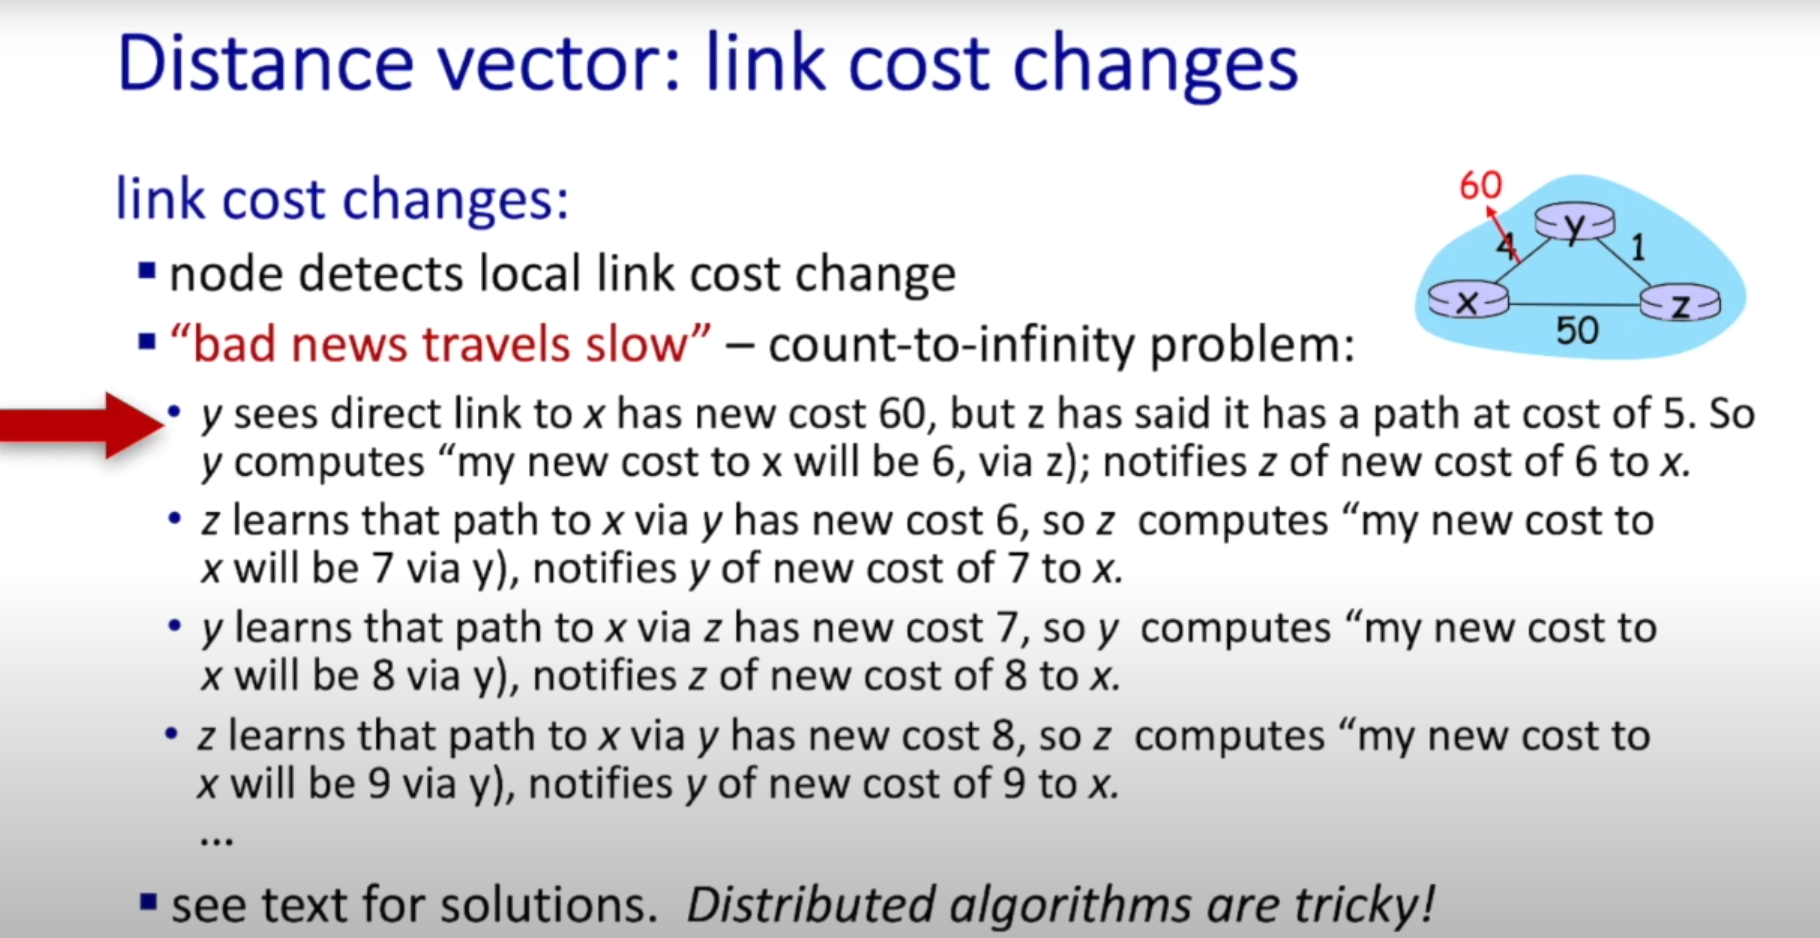 Distance vector: link cost changes
link cost changes:
▪ node detects local link cost change
▪ “bad news travels slow” – count-to-infinity problem:
• y sees direct link to x has new cost 60, but z has said it has a path at cost of 5. So
y computes “my new cost to x will be 6, via z); notifies z of new cost of 6 to x.
• z learns that path to x via y has new cost 6, so z computes “my new cost to
x will be 7 via y), notifies y of new cost of 7 to x.
• y learns that path to x via z has new cost 7, so y computes “my new cost to
x will be 8 via y), notifies z of new cost of 8 to x.
• z learns that path to x via y has new cost 8, so z computes “my new cost to
x will be 9 via y), notifies y of new cost of 9 to x.
...
▪ see text for solutions. Distributed algorithms are tricky!
60
y
4
1
x
z
50